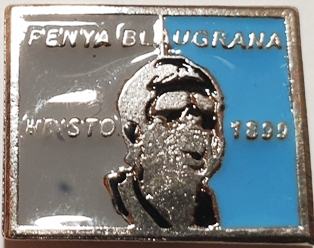 PENYA BLAUGRANA
HRISTO 1899